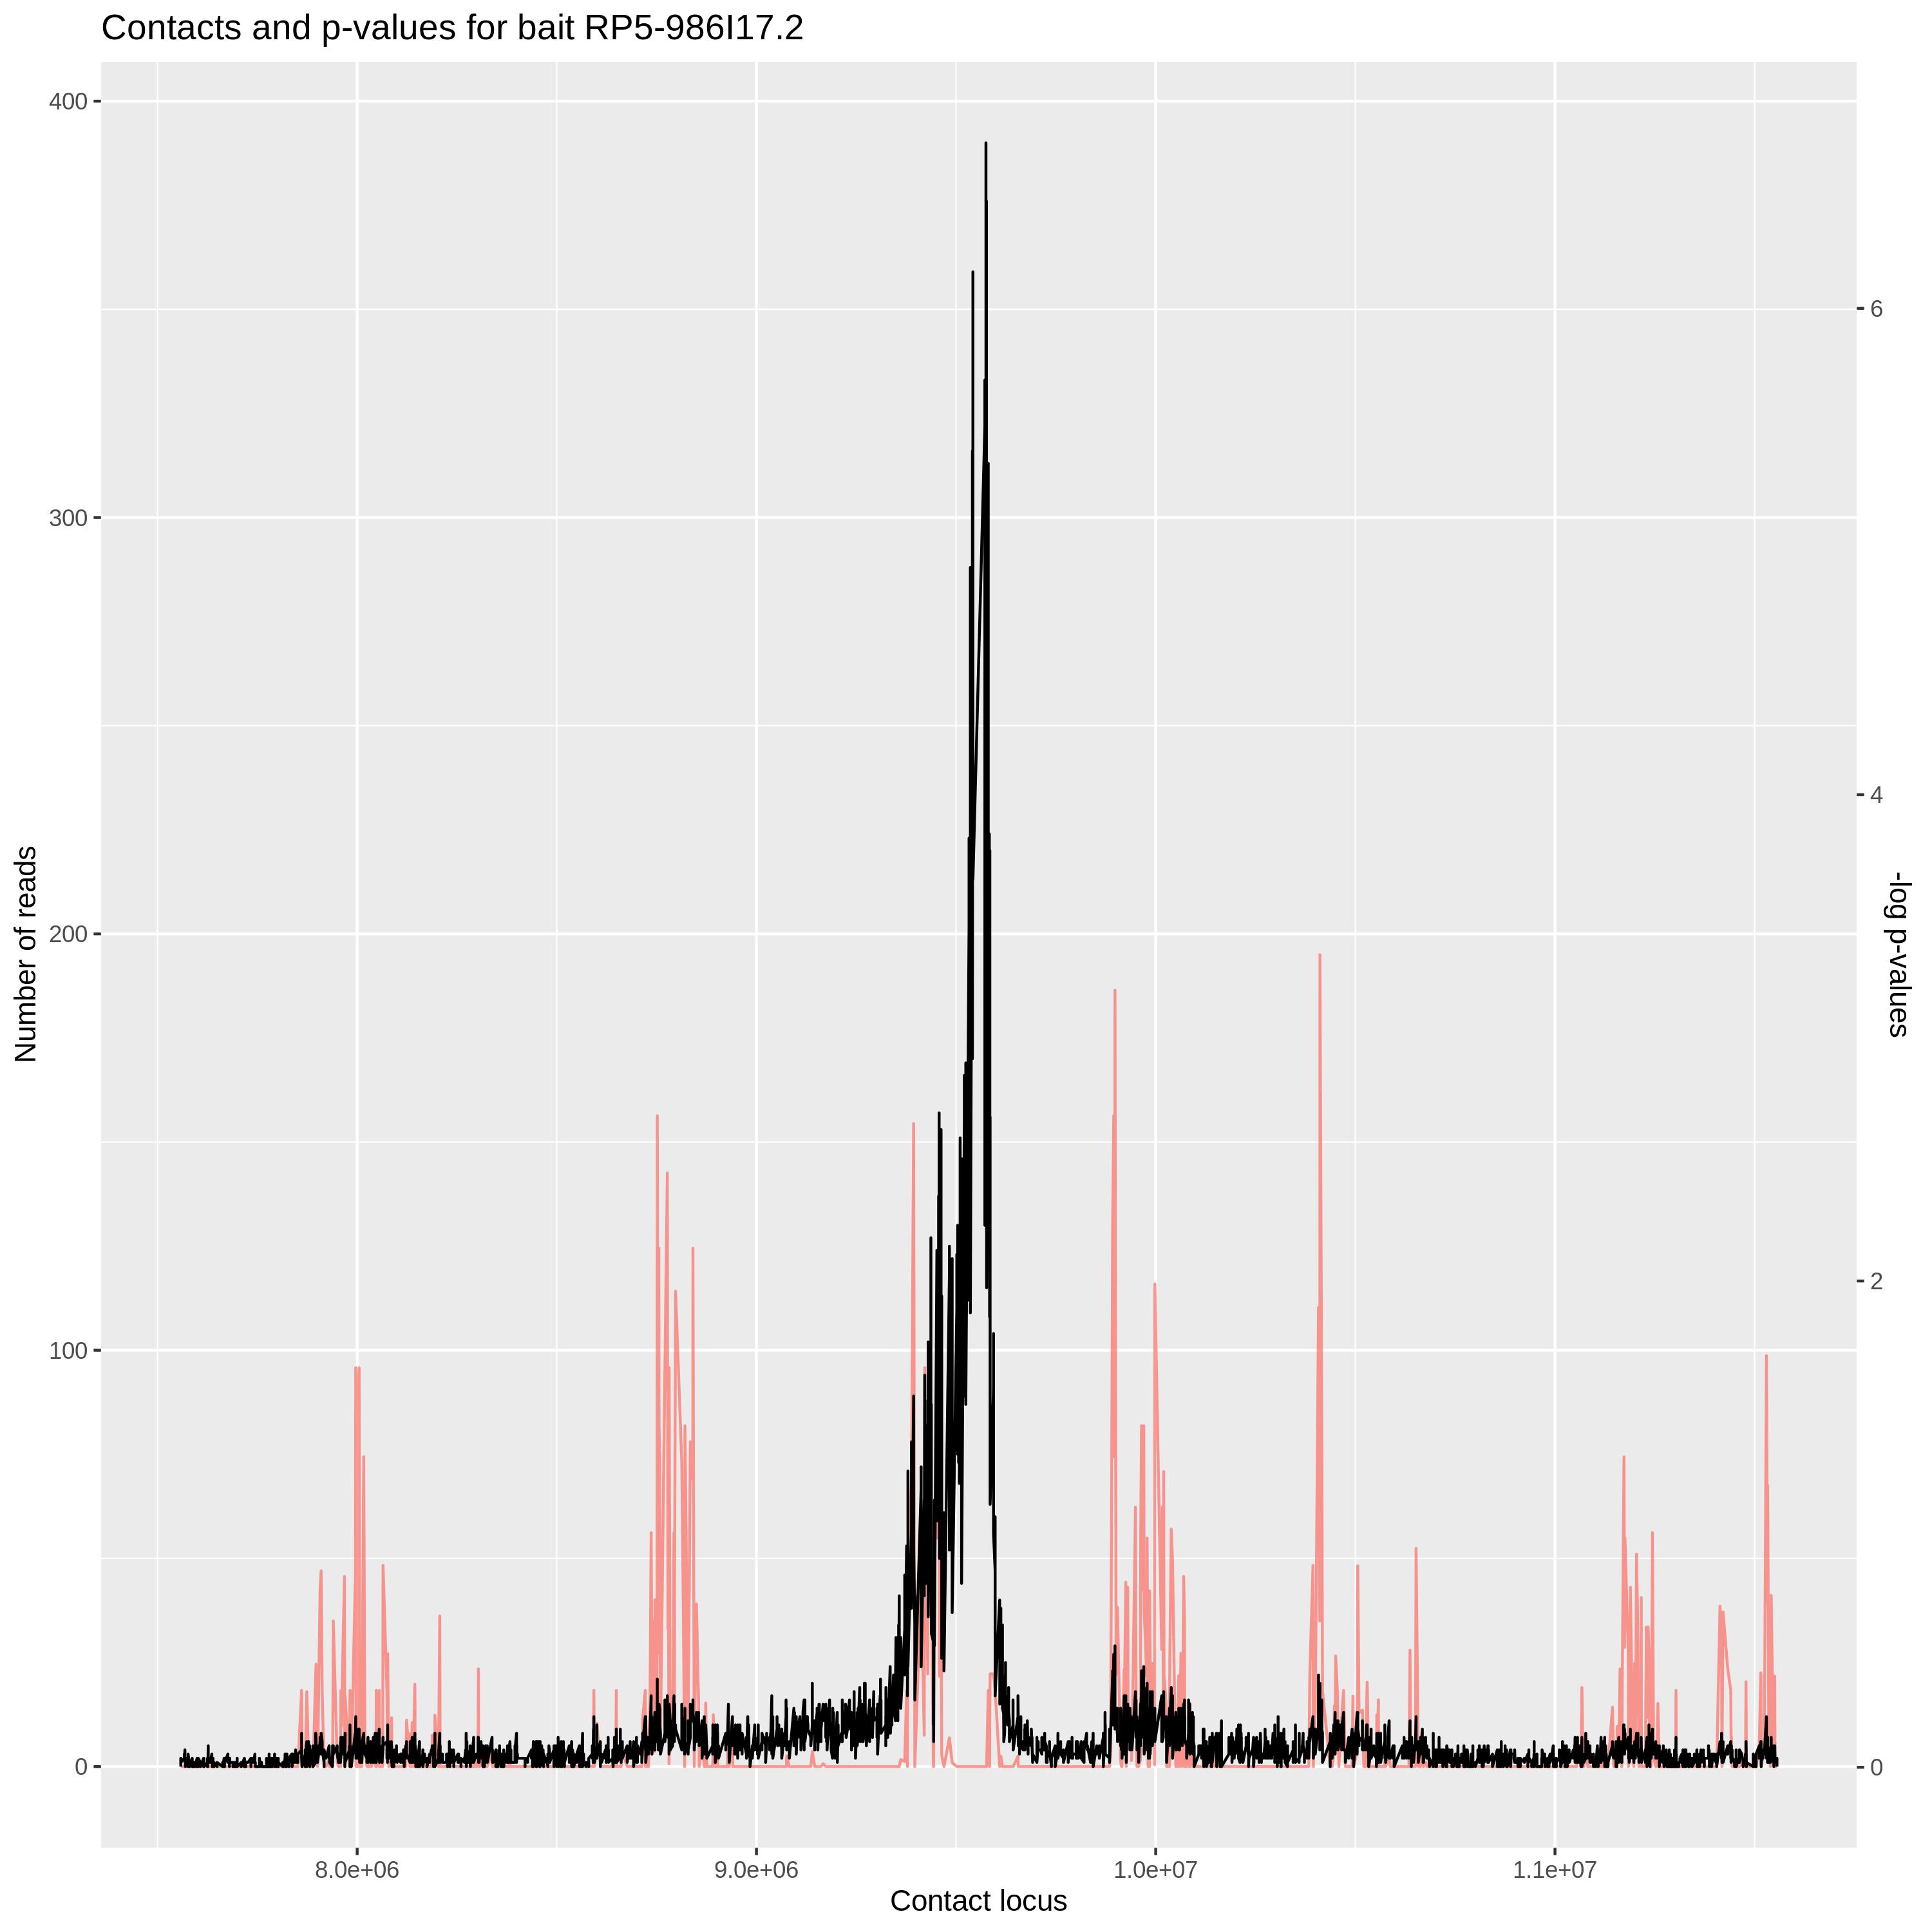 Contacts and p-values for bait RP5-986I17.2
400
300
200
100
0
Number of reads
6
4
2
0
-log p-values
8.0e+06
9.0e+06
1.0e+07
1.1e+07
Contact locus